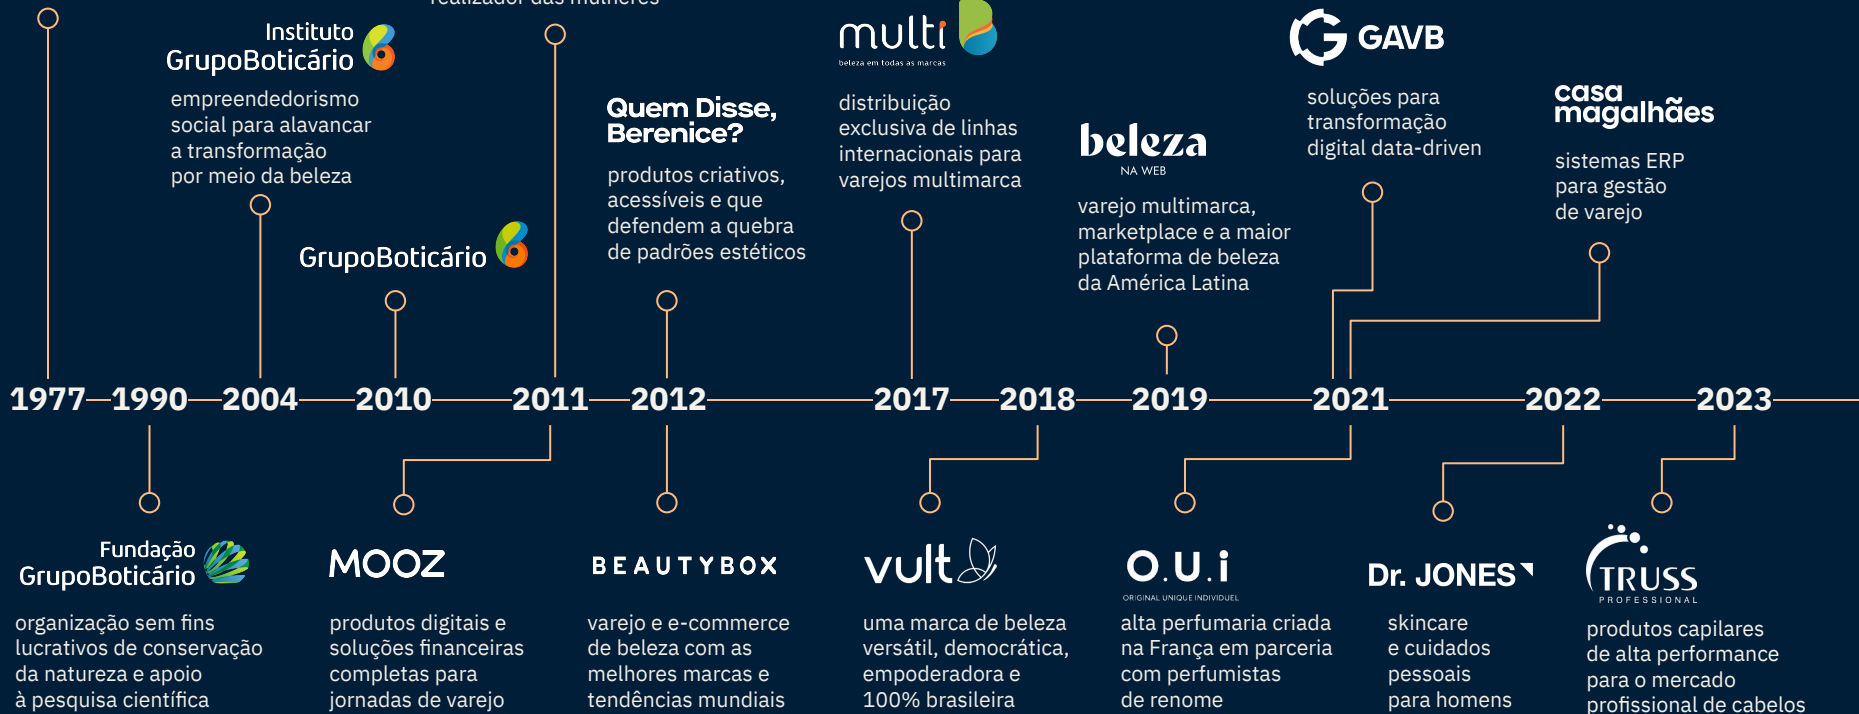 realizador das mulheres
Instituto
GrupoBoticário
empreendedorismo
social para alavancar
a transformação
por meio da beleza
GrupoBoticário
Quem Disse,
Berenice?
produtos criativos,
acessíveis e que
defendem a quebra
de padrões estéticos
multi B
beleza em todas as marcas
distribuição
exclusiva de linhas
internacionais para
varejos multimarca
beleza
NA WEB
varejo multimarca,
marketplace e a maior
plataforma de beleza
da América Latina
GAVB
soluções para
transformação
digital data-driven
casa
magalhães
sistemas ERP
para gestão
de varejo
1977 1990 2004 2010 2011 2012 2017 2018 2019 2021 2022 2023
Fundação
GrupoBoticário
organização sem fins
lucrativos de conservação
da natureza e apoio
à pesquisa científica
MOOZ
produtos digitais e
soluções financeiras
completas para
jornadas de varejo
BEAUTYBOX
varejo e e-commerce
de beleza com as
melhores marcas e
tendências mundiais
vult
uma marca de beleza
versátil, democrática,
empoderada e
100% brasileira
O.U.i
ORIGINAL UNIQUE INDIVIDUEL
alta perfumaria criada
na França em parceria
com perfumistas
de renome
Dr. JONES
skincare
e cuidados
pessoais
para homens
TRUSS
PROFESSIONAL
produtos capilares
de alta performance
para o mercado
profissional de cabelos